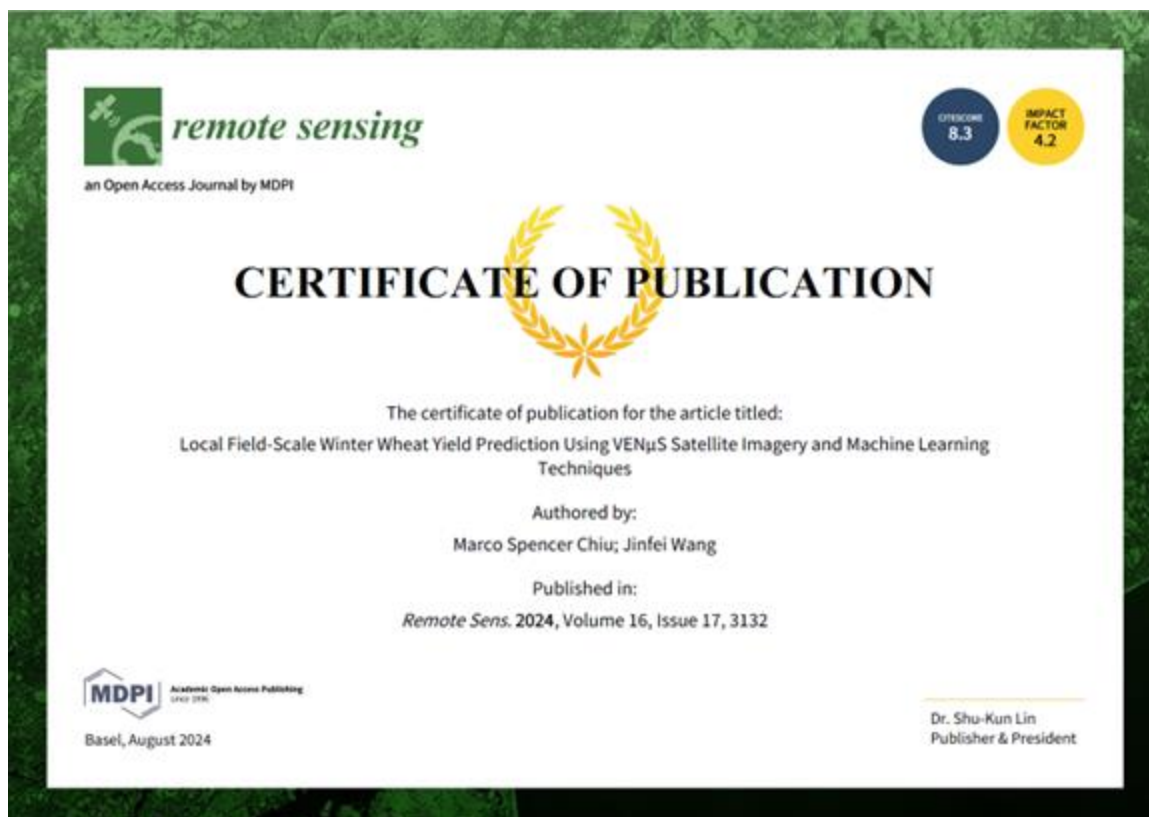 remote sensing
an Open Access Journal by MDPI
CITESCORE
8.3
IMPACT
FACTOR
4.2
CERTIFICATE OF PUBLICATION
The certificate of publication for the article titled:
Local Field-Scale Winter Wheat Yield Prediction Using VENμS Satellite Imagery and Machine Learning
Techniques
Authored by:
Marco Spencer Chiu; Jinfei Wang
Published in:
Remote Sens. 2024, Volume 16, Issue 17, 3132
MDPI
Academic Open Access Publishing
since 1996
Basel, August 2024
Dr. Shu-Kun Lin
Publisher & President